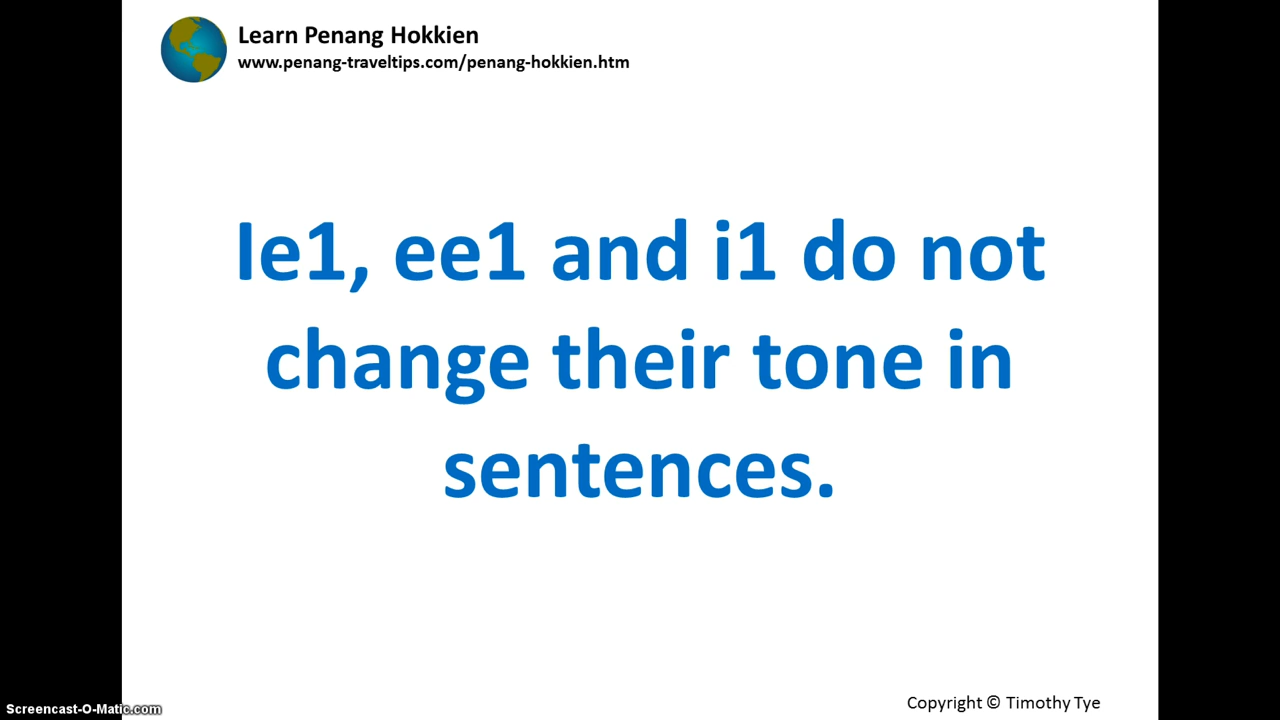 Learn Penang Hokkien
www.penang-traveltips.com/penang-hokkien.htm
Ie1, ee1 and i1 do not
change their tone in
sentences.
Copyright © Timothy Tye
Screencast-O-Matic.com